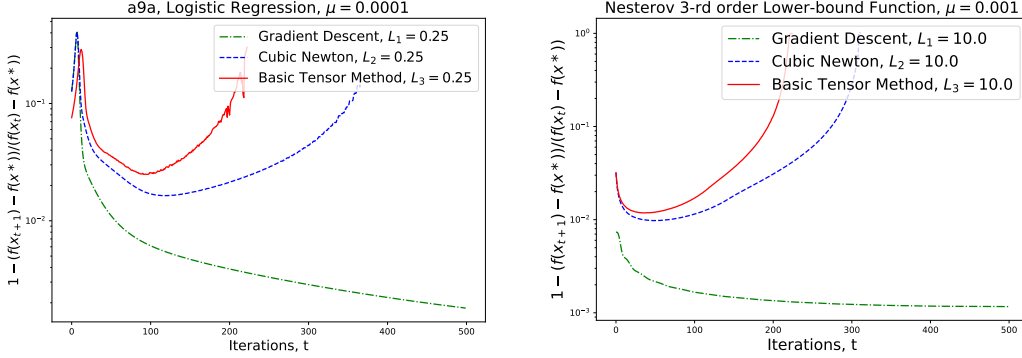 a9a, Logistic Regression, μ = 0.0001
Gradient Descent, L₁ = 0.25
Cubic Newton, L₂ = 0.25
Basic Tensor Method, L₃ = 0.25
1 − (f(xₜ₊₁) − f(x*))/(f(xₜ) − f(x*))
10⁻¹
10⁻²
0
100
200
300
400
500
Iterations, t
Nesterov 3-rd order Lower-bound Function, μ = 0.001
Gradient Descent, L₁ = 10.0
Cubic Newton, L₂ = 10.0
Basic Tensor Method, L₃ = 10.0
1 − (f(xₜ₊₁) − f(x*))/(f(xₜ) − f(x*))
10⁰
10⁻¹
10⁻²
10⁻³
0
100
200
300
400
500
Iterations, t